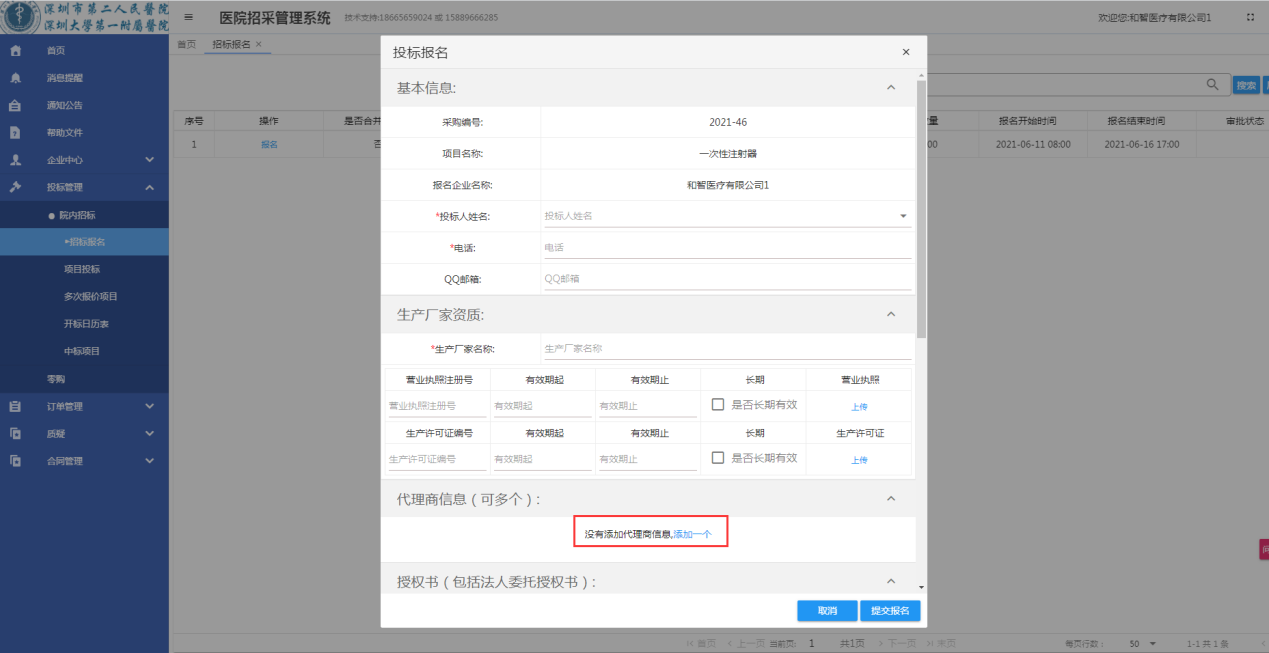 深圳市第二人民醫院
深圳大學第一附屬醫院
医院招采管理系统 技术支持:18665659024 或 15889666285
欢迎您:和智医疗有限公司1
首页
消息提醒
通知公告
帮助文件
企业中心
投标管理
院内招标
招标报名
项目投标
多次报价项目
开标日历表
中标项目
零购
订单管理
质疑
合同管理
首页 招标报名 ×
搜索
序号 操作 是否合并 量 报名开始时间 报名结束时间 审批状态
1 报名 否 00 2021-06-11 08:00 2021-06-16 17:00
投标报名 ×
基本信息:
采购编号: 2021-46
项目名称: 一次性注射器
报名企业名称: 和智医疗有限公司1
*投标人姓名: 投标人姓名
*电话: 电话
QQ邮箱: QQ邮箱
生产厂家资质:
*生产厂家名称: 生产厂家名称
营业执照注册号 有效期起 有效期止 长期 营业执照
营业执照注册号 有效期起 有效期止 是否长期有效 上传
生产许可证编号 有效期起 有效期止 长期 生产许可证
生产许可证编号 有效期起 有效期止 是否长期有效 上传
代理商信息（可多个）:
没有添加代理商信息,添加一个
授权书（包括法人委托授权书）:
取消 提交报名
首页 上一页 当前页: 1 共1页 下一页 末页 每页行数: 50 1-1 共 1 条